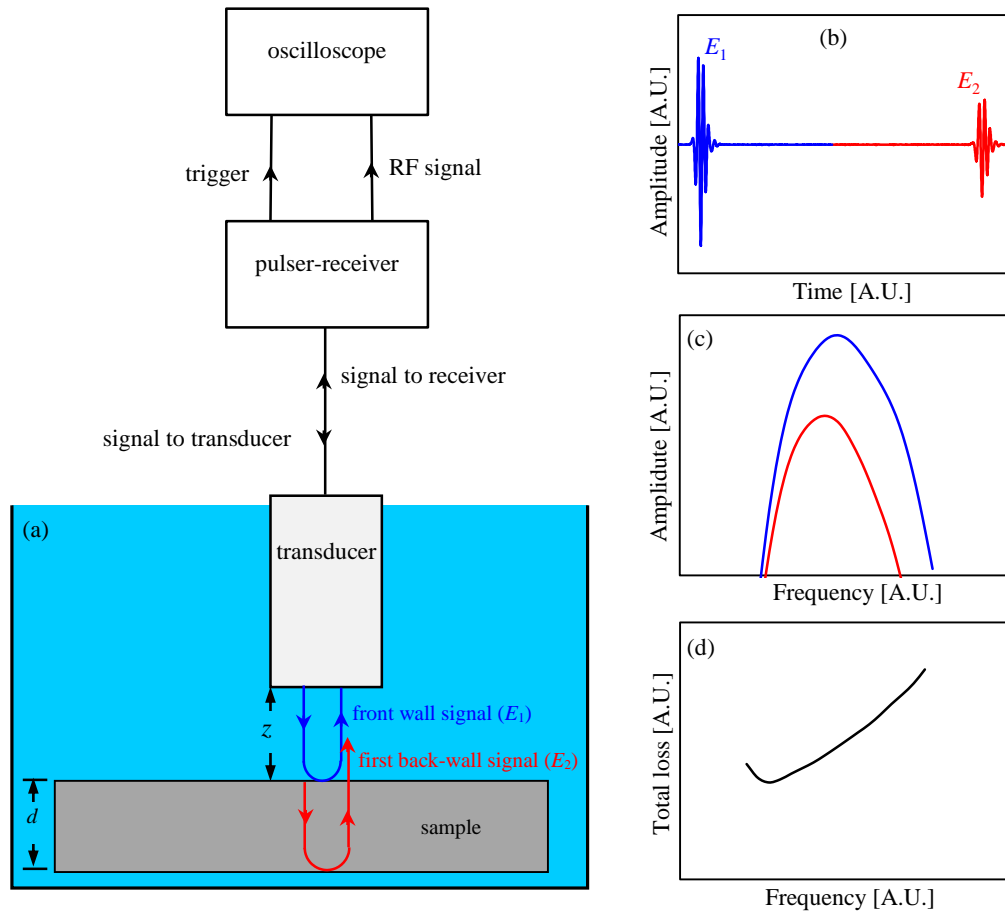 oscilloscope
trigger
RF signal
pulser-receiver
signal to receiver
signal to transducer
(a)
transducer
z
front wall signal (E1)
first back-wall signal (E2)
d
sample
(b)
E1
E2
Amplitude [A.U.]
Time [A.U.]
(c)
Amplidute [A.U.]
Frequency [A.U.]
(d)
Total loss [A.U.]
Frequency [A.U.]